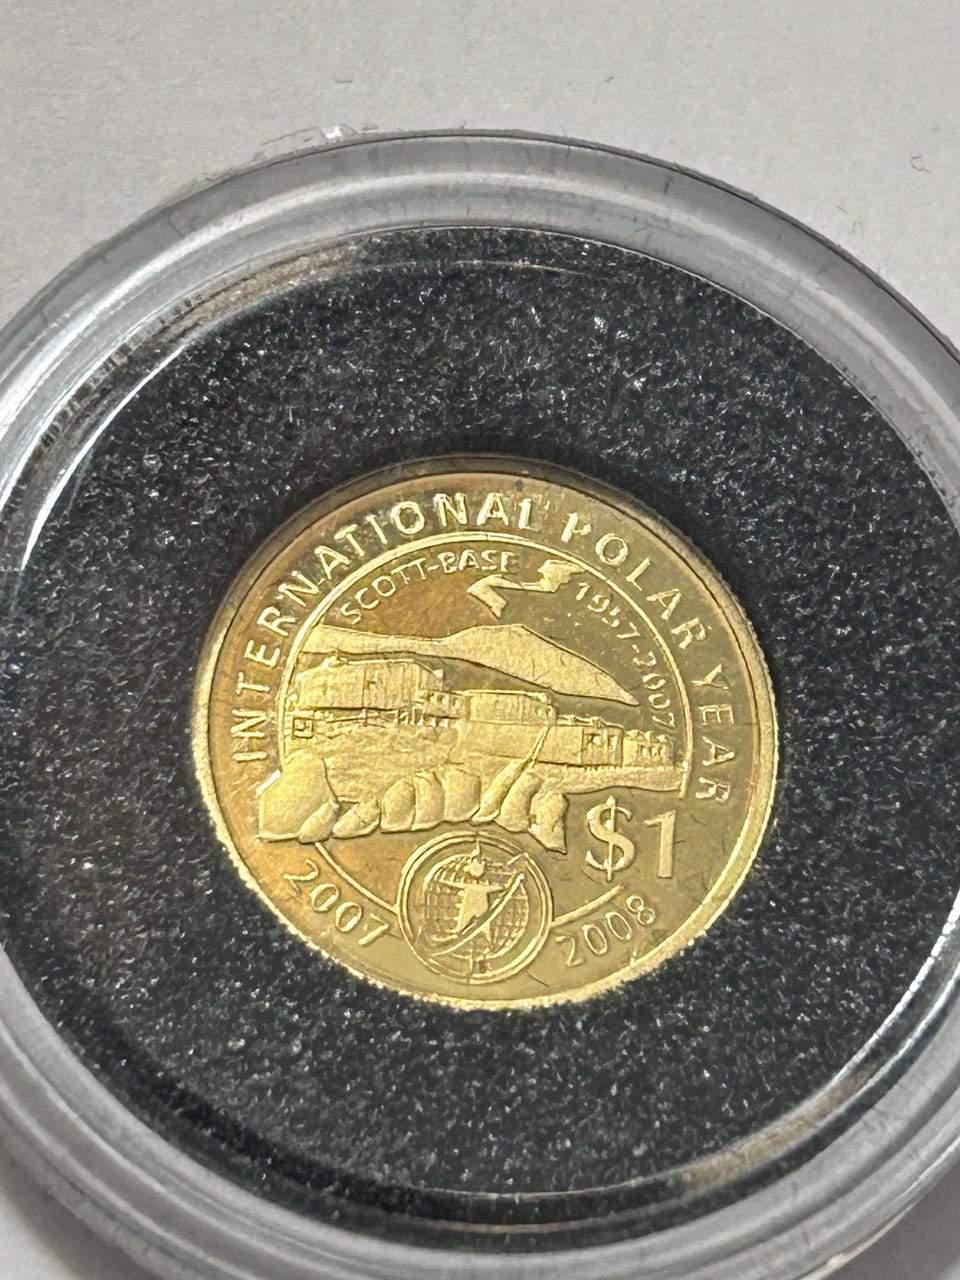 INTERNATIONAL POLAR YEAR
SCOTT-BASE 1957-2007
$1
2007 2008